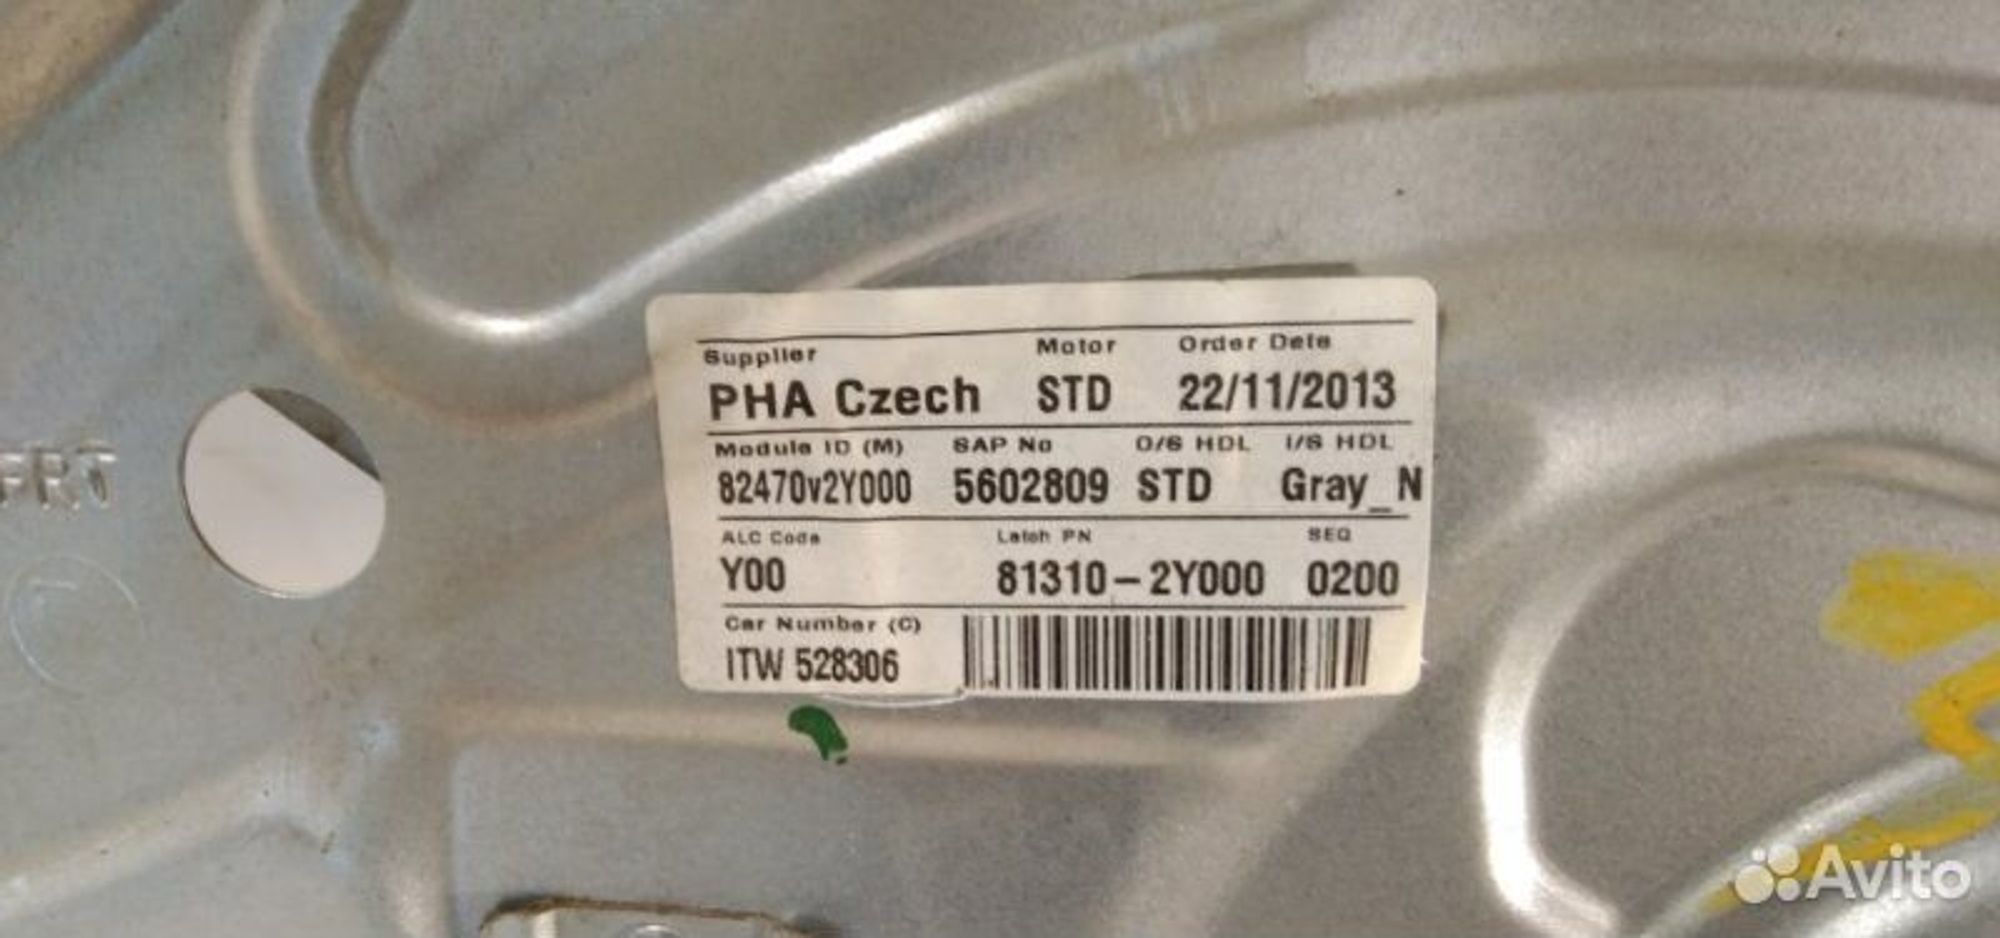 FRT
Supplier Motor Order Date
PHA Czech STD 22/11/2013
Module ID (M) SAP No O/S HDL I/S HDL
82470v2Y000 5602809 STD Gray_N
ALC Code Latch PN SEQ
Y00 81310-2Y000 0200
Car Number (C)
ITW 528306
Avito